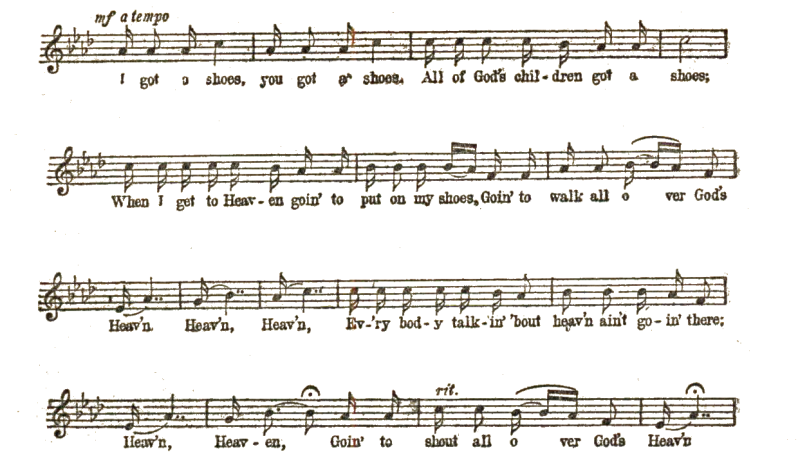 mf a tempo
I got a shoes, you got a shoes, All of God's chil-dren got a shoes;
When I get to Heav-en goin' to put on my shoes, Goin' to walk all o ver God's
Heav'n. Heav'n, Heav'n, Ev-'ry bod-y talk-in' 'bout heav'n ain't go-in' there;
rit.
Heav'n, Heav-en, Goin' to shout all o ver God's Heav'n